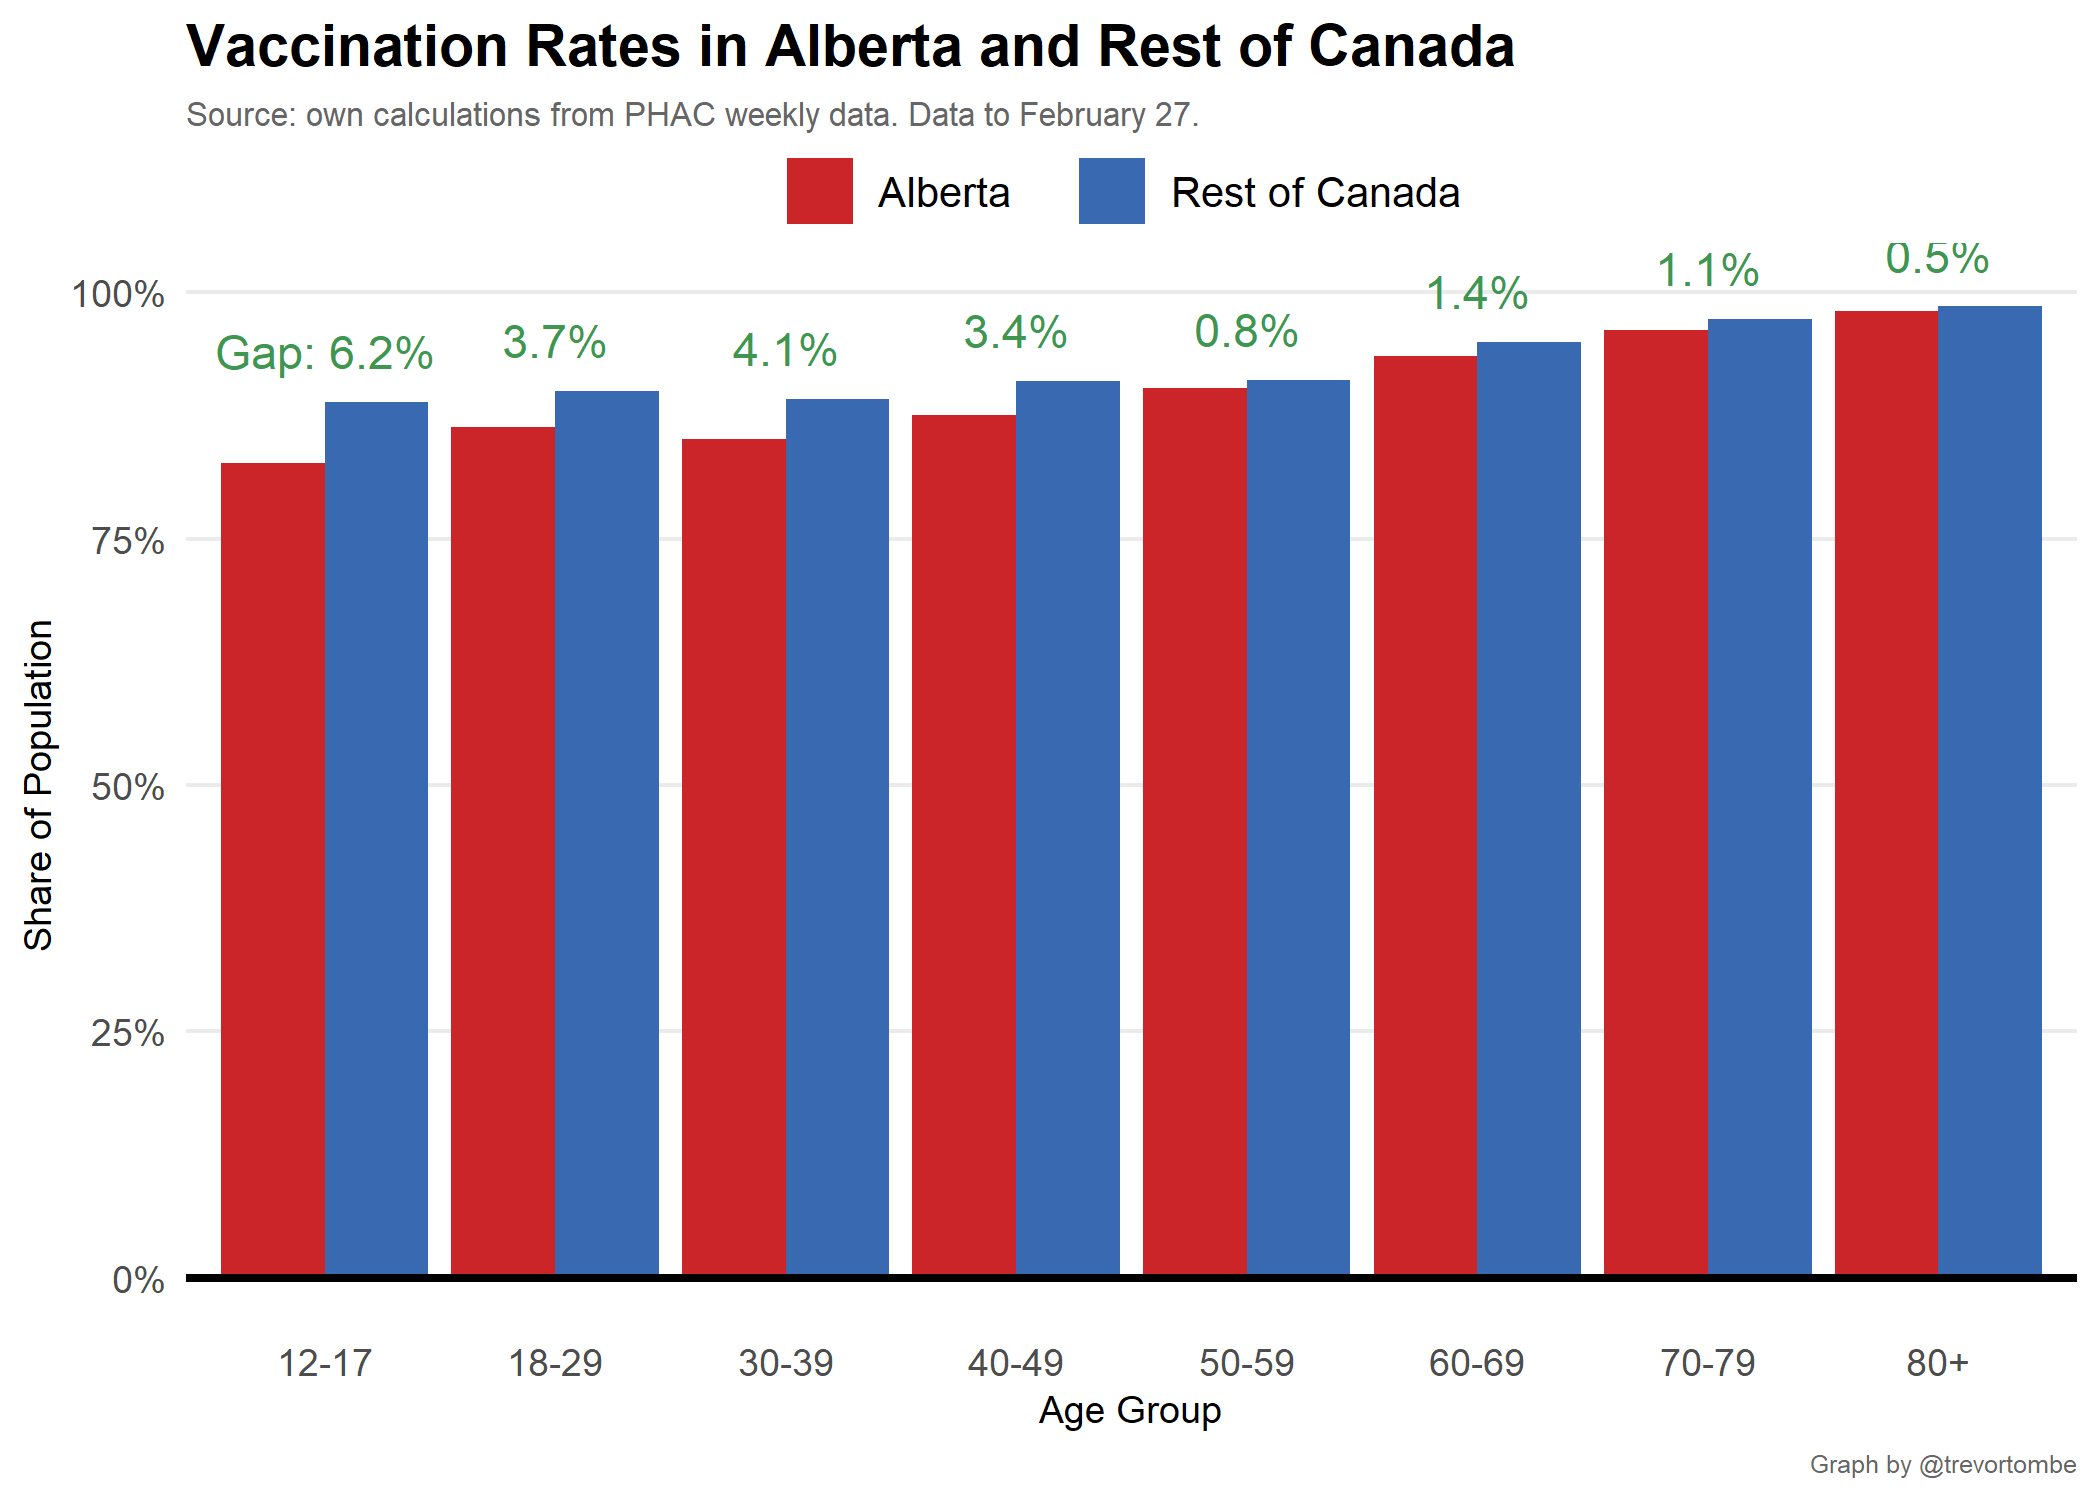 Vaccination Rates in Alberta and Rest of Canada
Source: own calculations from PHAC weekly data. Data to February 27.
Alberta
Rest of Canada
100%
75%
50%
25%
0%
Share of Population
Gap: 6.2%
3.7%
4.1%
3.4%
0.8%
1.4%
1.1%
0.5%
12-17
18-29
30-39
40-49
50-59
60-69
70-79
80+
Age Group
Graph by @trevortombe